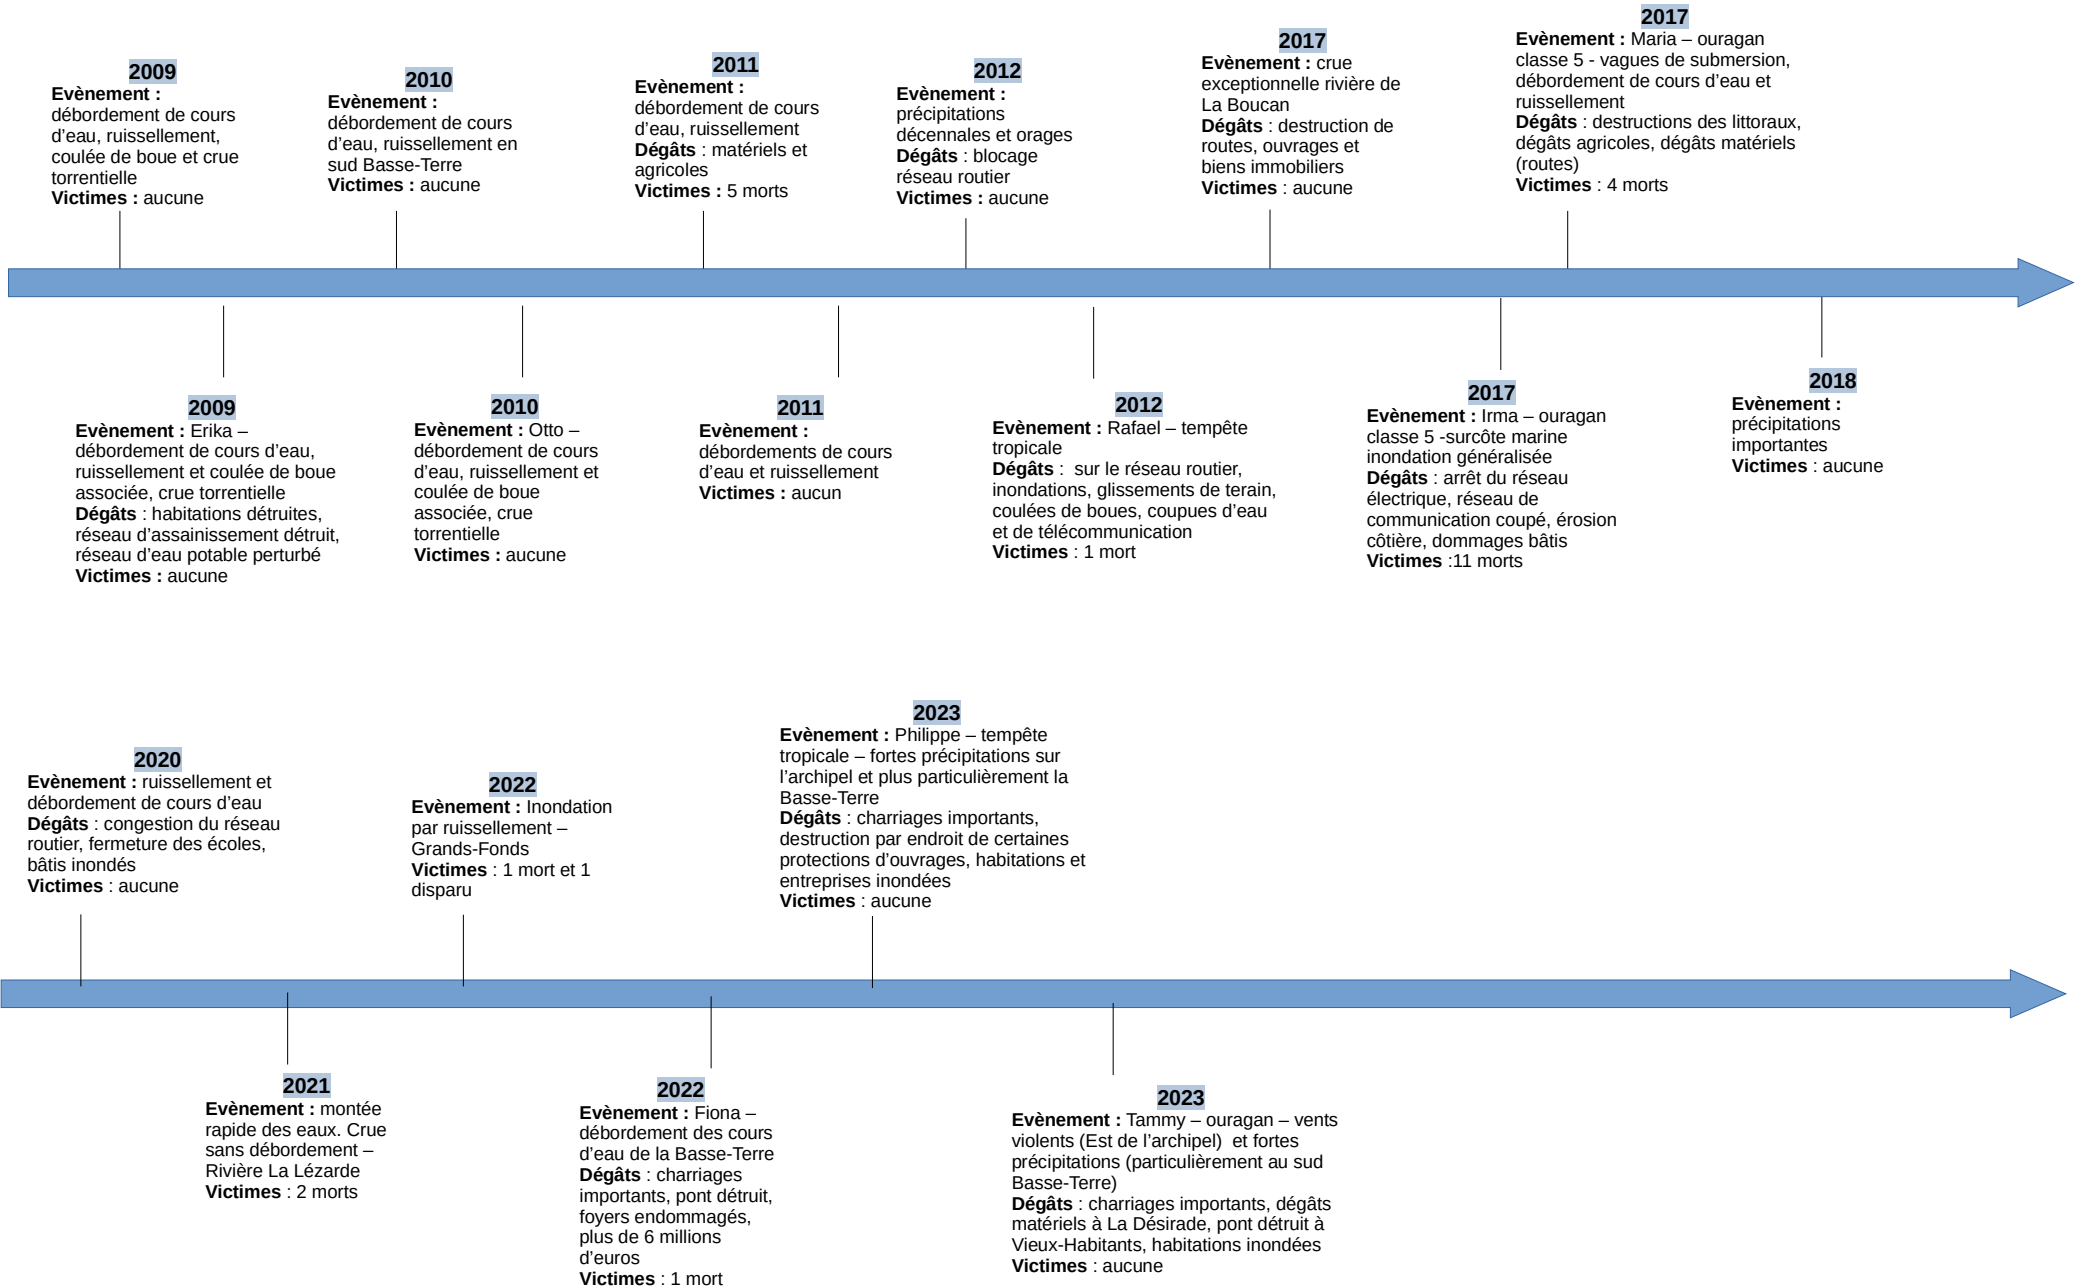 2009
Evènement :
débordement de cours
d’eau, ruissellement,
coulée de boue et crue
torrentielle
Victimes : aucune
2010
Evènement :
débordement de cours
d’eau, ruissellement en
sud Basse-Terre
Victimes : aucune
2011
Evènement :
débordement de cours
d’eau, ruissellement
Dégâts : matériels et
agricoles
Victimes : 5 morts
2012
Evènement :
précipitations
décennales et orages
Dégâts : blocage
réseau routier
Victimes : aucune
2017
Evènement : crue
exceptionnelle rivière de
La Boucan
Dégâts : destruction de
routes, ouvrages et
biens immobiliers
Victimes : aucune
2017
Evènement : Maria – ouragan
classe 5 - vagues de submersion,
débordement de cours d’eau et
ruissellement
Dégâts : destructions des littoraux,
dégâts agricoles, dégâts matériels
(routes)
Victimes : 4 morts
2009
Evènement : Erika –
débordement de cours d’eau,
ruissellement et coulée de boue
associée, crue torrentielle
Dégâts : habitations détruites,
réseau d’assainissement détruit,
réseau d’eau potable perturbé
Victimes : aucune
2010
Evènement : Otto –
débordement de cours
d’eau, ruissellement et
coulée de boue
associée, crue
torrentielle
Victimes : aucune
2011
Evènement :
débordements de cours
d’eau et ruissellement
Victimes : aucun
2012
Evènement : Rafael – tempête
tropicale
Dégâts :  sur le réseau routier,
inondations, glissements de terain,
coulées de boues, coupues d’eau
et de télécommunication
Victimes : 1 mort
2017
Evènement : Irma – ouragan
classe 5 -surcôte marine
inondation généralisée
Dégâts : arrêt du réseau
électrique, réseau de
communication coupé, érosion
côtière, dommages bâtis
Victimes :11 morts
2018
Evènement :
précipitations
importantes
Victimes : aucune
2020
Evènement : ruissellement et
débordement de cours d’eau
Dégâts : congestion du réseau
routier, fermeture des écoles,
bâtis inondés
Victimes : aucune
2022
Evènement : Inondation
par ruissellement –
Grands-Fonds
Victimes : 1 mort et 1
disparu
2023
Evènement : Philippe – tempête
tropicale – fortes précipitations sur
l’archipel et plus particulièrement la
Basse-Terre
Dégâts : charriages importants,
destruction par endroit de certaines
protections d’ouvrages, habitations et
entreprises inondées
Victimes : aucune
2021
Evènement : montée
rapide des eaux. Crue
sans débordement –
Rivière La Lézarde
Victimes : 2 morts
2022
Evènement : Fiona –
débordement des cours
d’eau de la Basse-Terre
Dégâts : charriages
importants, pont détruit,
foyers endommagés,
plus de 6 millions
d’euros
Victimes : 1 mort
2023
Evènement : Tammy – ouragan – vents
violents (Est de l’archipel)  et fortes
précipitations (particulièrement au sud
Basse-Terre)
Dégâts : charriages importants, dégâts
matériels à La Désirade, pont détruit à
Vieux-Habitants, habitations inondées
Victimes : aucune